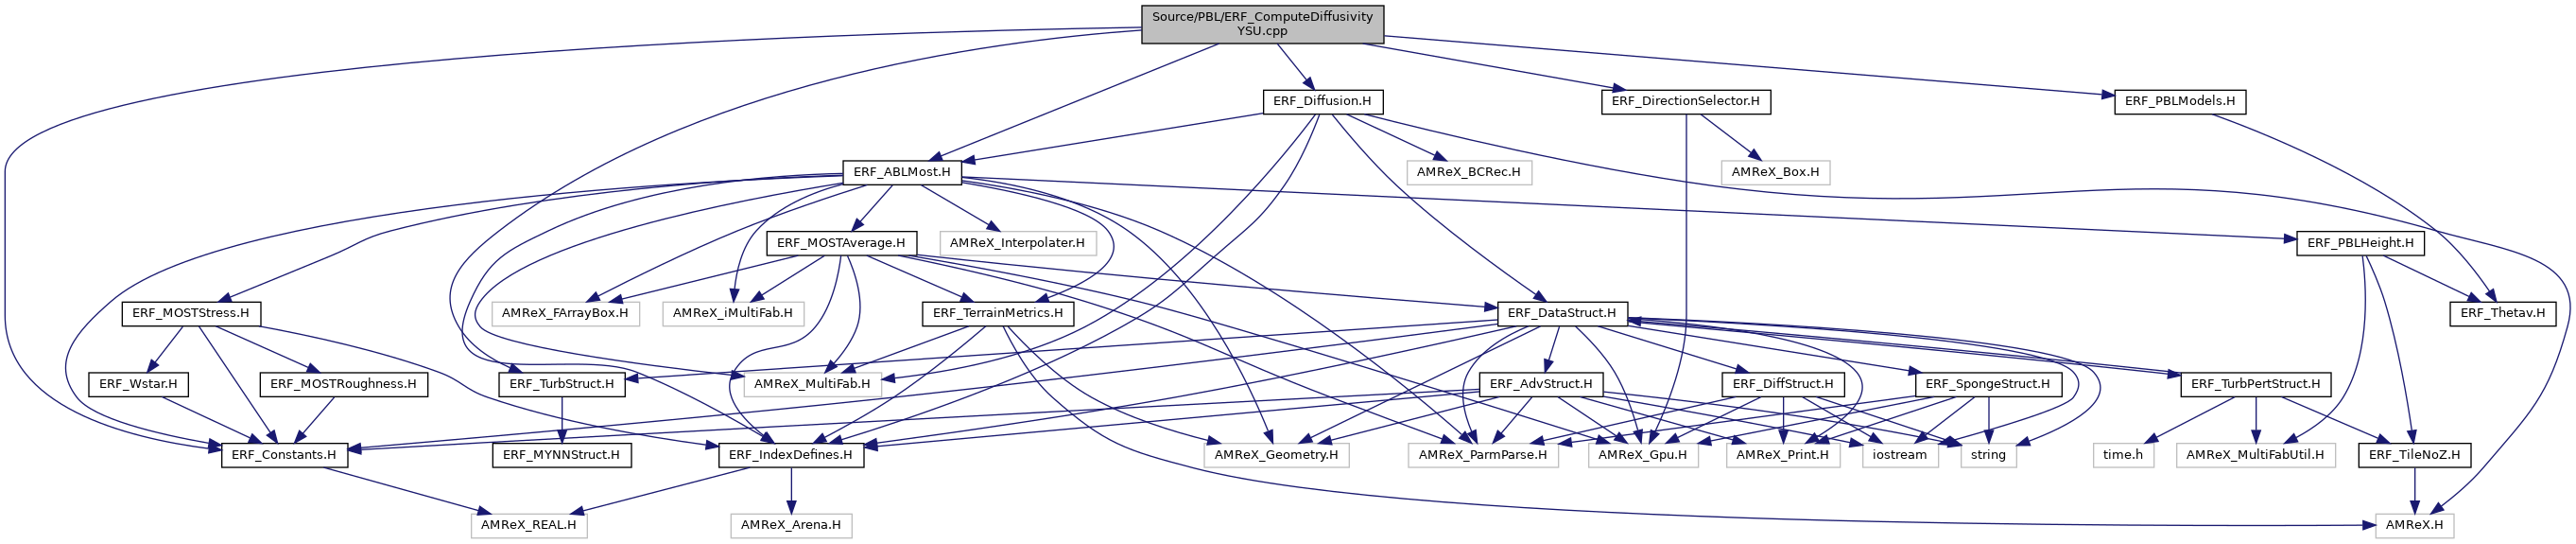 Source/PBL/ERF_ComputeDiffusivity
YSU.cpp
ERF_Diffusion.H
ERF_DirectionSelector.H
ERF_PBLModels.H
ERF_ABLMost.H
AMReX_BCRec.H
AMReX_Box.H
ERF_MOSTAverage.H
AMReX_Interpolater.H
ERF_PBLHeight.H
ERF_MOSTStress.H
AMReX_FArrayBox.H
AMReX_iMultiFab.H
ERF_TerrainMetrics.H
ERF_DataStruct.H
ERF_Thetav.H
ERF_Wstar.H
ERF_MOSTRoughness.H
ERF_TurbStruct.H
AMReX_MultiFab.H
ERF_AdvStruct.H
ERF_DiffStruct.H
ERF_SpongeStruct.H
ERF_TurbPertStruct.H
ERF_Constants.H
ERF_MYNNStruct.H
ERF_IndexDefines.H
AMReX_Geometry.H
AMReX_ParmParse.H
AMReX_Gpu.H
AMReX_Print.H
iostream
string
time.h
AMReX_MultiFabUtil.H
ERF_TileNoZ.H
AMReX_REAL.H
AMReX_Arena.H
AMReX.H